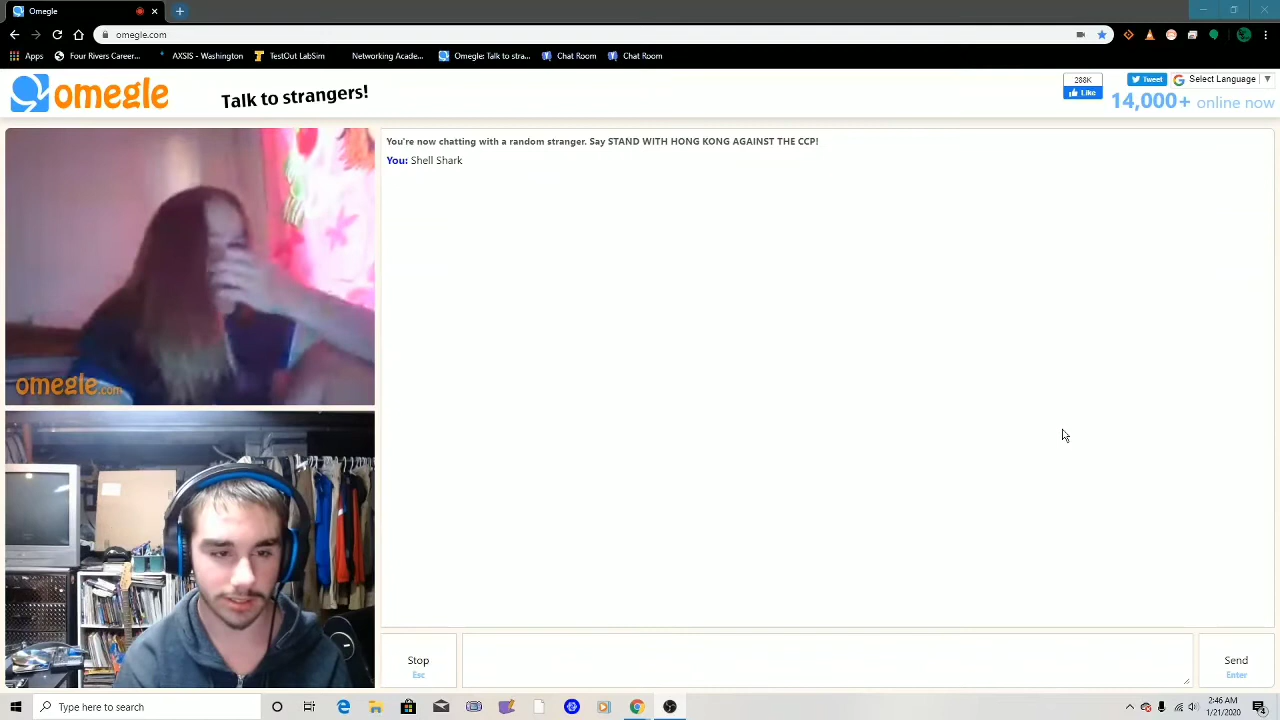 Omegle
omegle.com
Apps
Four Rivers Career...
AXSIS - Washington
TestOut LabSim
Networking Acade...
Omegle: Talk to stra...
Chat Room
Chat Room
omegle
Talk to strangers!
288K
Like
Tweet
Select Language
14,000+ online now
You're now chatting with a random stranger. Say STAND WITH HONG KONG AGAINST THE CCP!
You: Shell Shark
omegle.com
Stop
Esc
Send
Enter
Type here to search
2:46 AM
1/21/2020